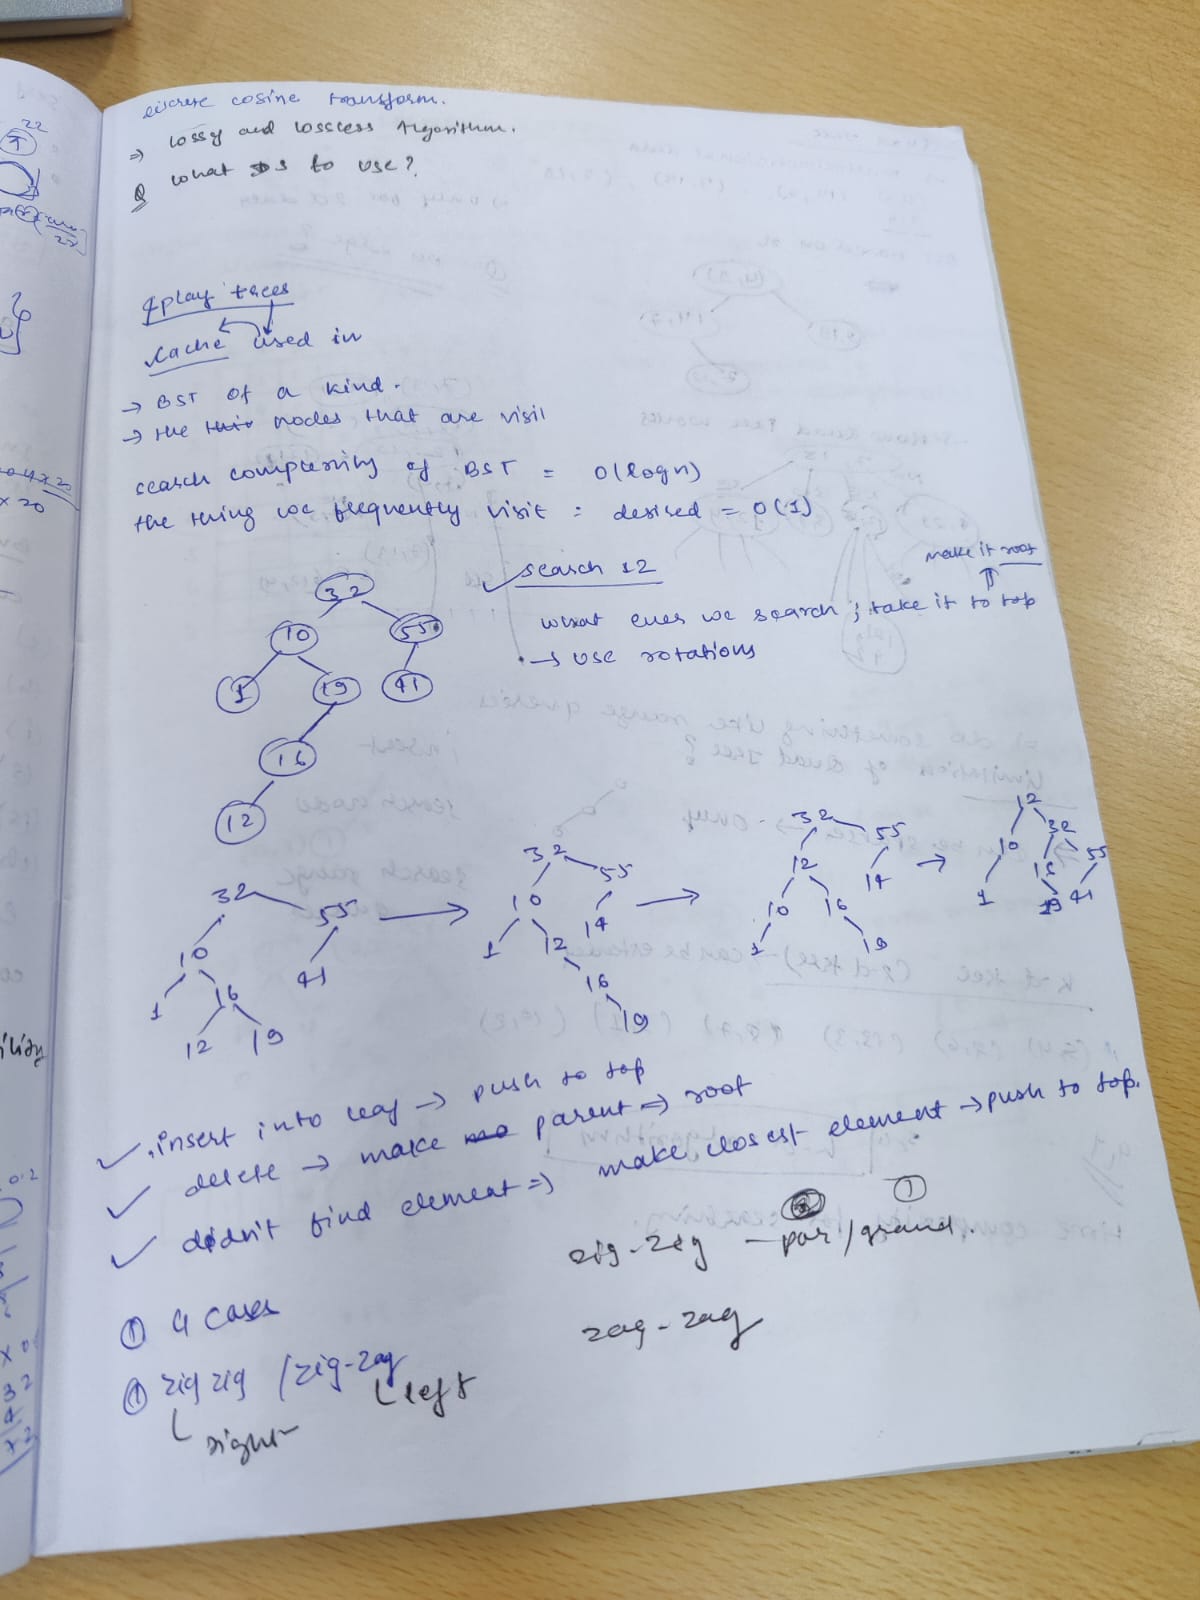 discrete cosine transform.
⇒ lossy and lossless Algorithm.
Q what DS to use?
splay trees
cache used in
→ BST of a kind.
→ the nodes that are visit
search complexity of BST = O(logn)
the thing we frequently visit = desired = O(1)
search 12
make it root
what ever we search ; take it to top
→ use rotations
32
10 55
1 19 41
16
12
32 55
10 41
1 16
12 19
→
32 55
10 14
1 12
16
19
→
32 55
12 14
10 16
1 19
→
12
10 32
1 55
19 41
✓ insert into leaf → push to top
✓ delete → make parent ⇒ root
✓ didn't find element ⇒ make closest element → push to top.
① 4 cases
① zig zig / zig-zag
right
left
①
zig-zig - par/grand.
zag-zag